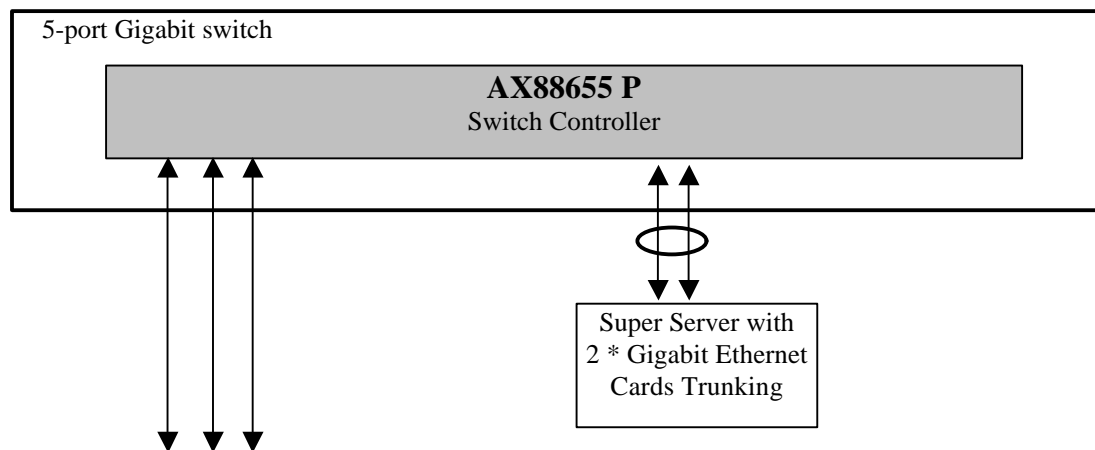 5-port Gigabit switch
AX88655 P
Switch Controller
Super Server with
2 * Gigabit Ethernet
Cards Trunking